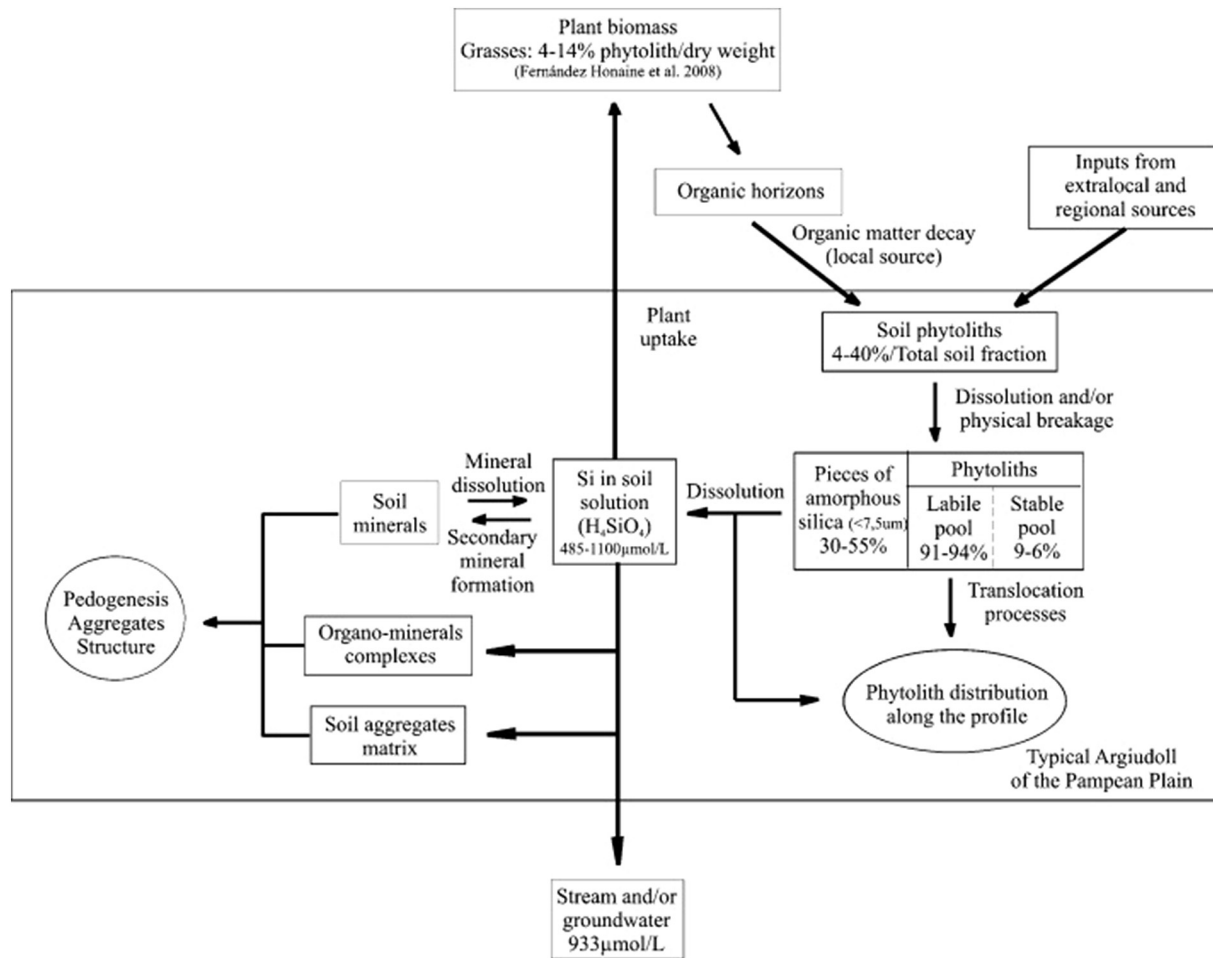 Plant biomass
Grasses: 4-14% phytolith/dry weight
(Fernández Honaine et al. 2008)
Organic horizons
Inputs from
extralocal and
regional sources
Organic matter decay
(local source)
Plant
uptake
Soil phytoliths
4-40%/Total soil fraction
Dissolution and/or
physical breakage
Soil
minerals
Mineral
dissolution
Secondary
mineral
formation
Si in soil
solution
(H₄SiO₄)
485-1100µmol/L
Dissolution
Pieces of
amorphous
silica (<7,5um)
30-55%
Phytoliths
Labile
pool
91-94%
Stable
pool
9-6%
Translocation
processes
Pedogenesis
Aggregates
Structure
Organo-minerals
complexes
Soil aggregates
matrix
Phytolith distribution
along the profile
Typical Argiudoll
of the Pampean Plain
Stream and/or
groundwater
933µmol/L